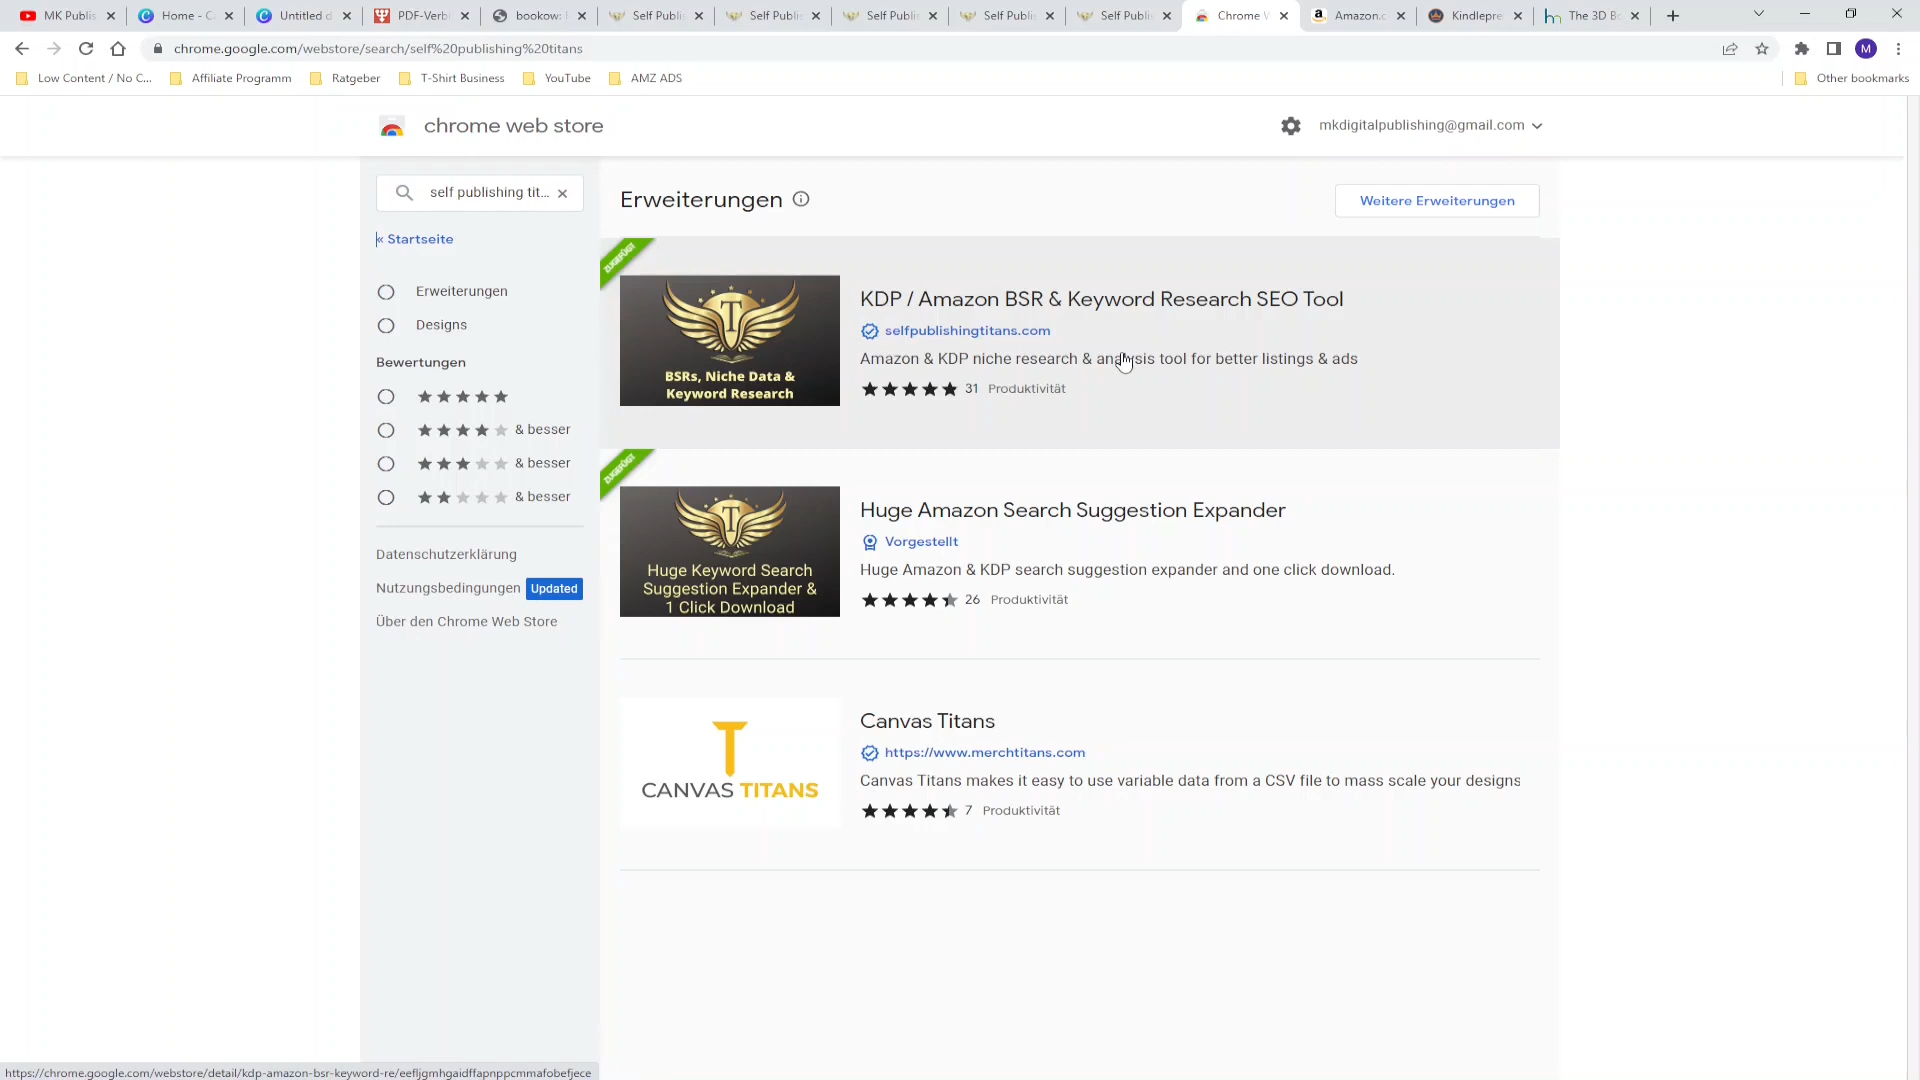 MK Publis
Home - C
Untitled d
PDF-Verb
bookow:
Self Publis
Self Publis
Self Publis
Self Publis
Self Publis
Chrome W
Amazon.c
Kindlepre
The 3D Bo
chrome.google.com/webstore/search/self%20publishing%20titans
M
Low Content / No C...
Affiliate Programm
Ratgeber
T-Shirt Business
YouTube
AMZ ADS
Other bookmarks
chrome web store
mkdigitalpublishing@gmail.com
self publishing tit...
« Startseite
Erweiterungen
Designs
Bewertungen
& besser
& besser
& besser
Datenschutzerklärung
Nutzungsbedingungen Updated
Über den Chrome Web Store
Erweiterungen
Weitere Erweiterungen
ZUGEFÜGT
T
BSRs, Niche Data &
Keyword Research
KDP / Amazon BSR & Keyword Research SEO Tool
selfpublishingtitans.com
Amazon & KDP niche research & analysis tool for better listings & ads
31 Produktivität
ZUGEFÜGT
T
Huge Keyword Search
Suggestion Expander &
1 Click Download
Huge Amazon Search Suggestion Expander
Vorgestellt
Huge Amazon & KDP search suggestion expander and one click download.
26 Produktivität
T
CANVAS TITANS
Canvas Titans
https://www.merchtitans.com
Canvas Titans makes it easy to use variable data from a CSV file to mass scale your designs
7 Produktivität
https://chrome.google.com/webstore/detail/kdp-amazon-bsr-keyword-re/eefljgmhgaidffapnppcmmafobefjece